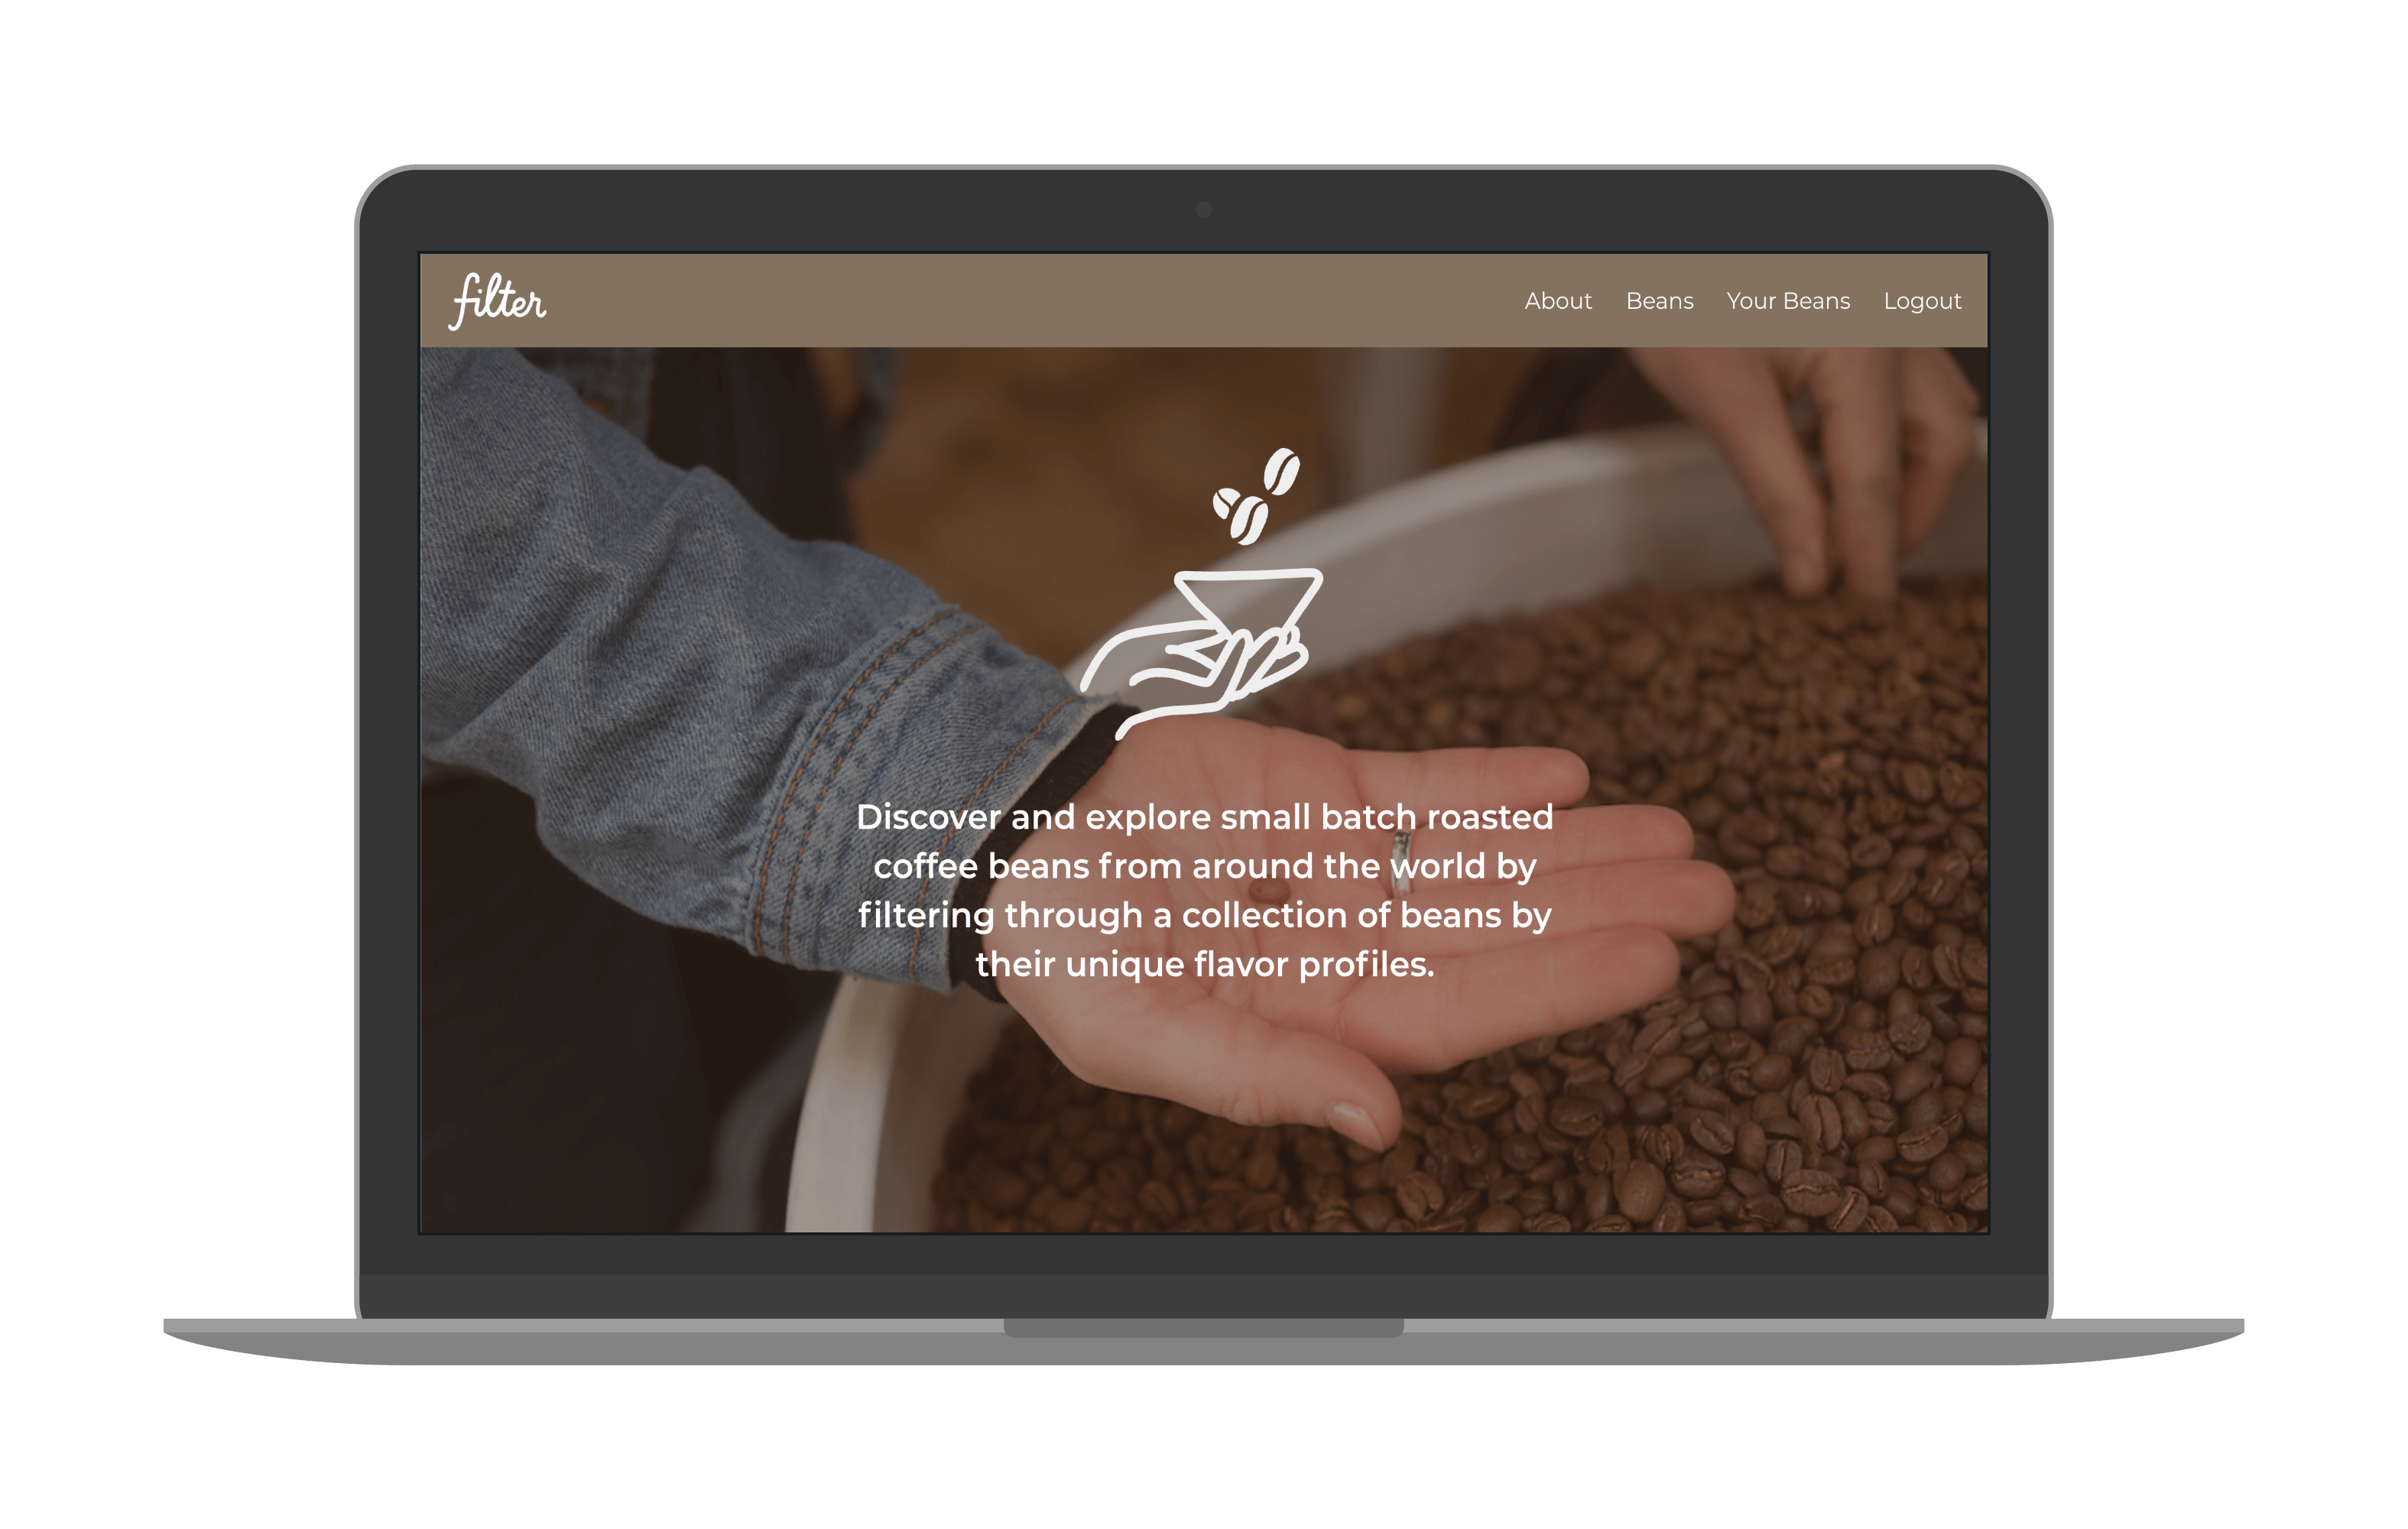 filter
About Beans Your Beans Logout
Discover and explore small batch roasted
coffee beans from around the world by
filtering through a collection of beans by
their unique flavor profiles.